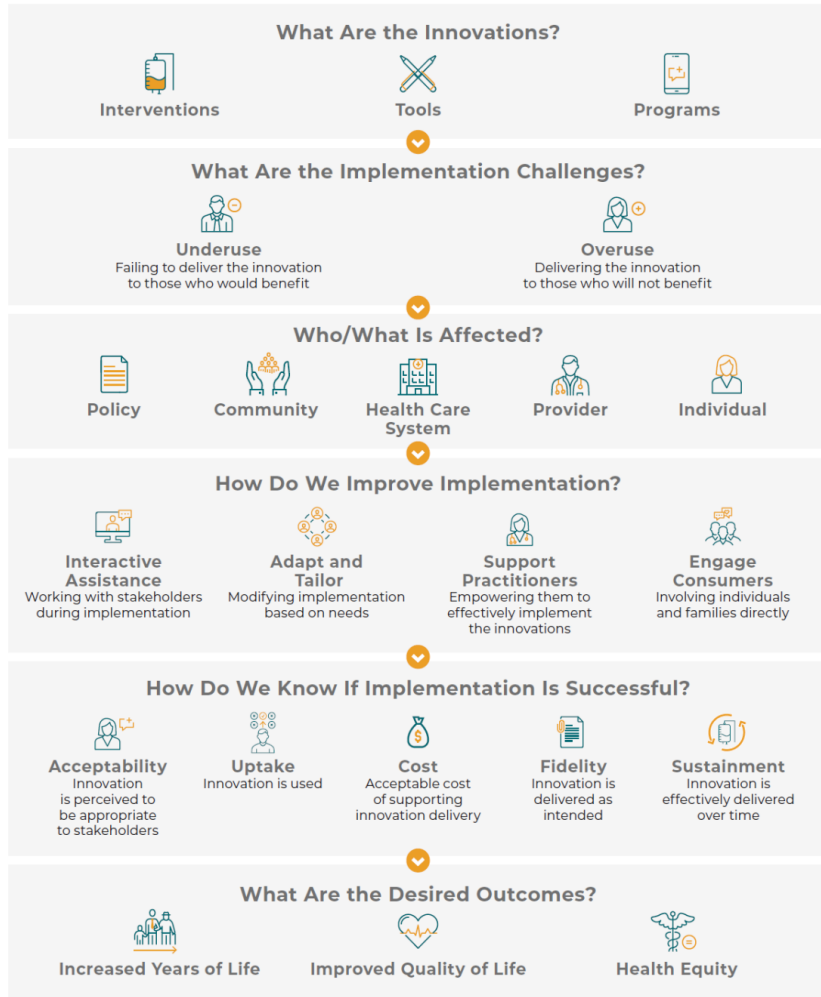 What Are the Innovations?
Interventions
Tools
Programs
What Are the Implementation Challenges?
Underuse
Failing to deliver the innovation
to those who would benefit
Overuse
Delivering the innovation
to those who will not benefit
Who/What Is Affected?
Policy
Community
Health Care
System
Provider
Individual
How Do We Improve Implementation?
Interactive
Assistance
Working with stakeholders
during implementation
Adapt and
Tailor
Modifying implementation
based on needs
Support
Practitioners
Empowering them to
effectively implement
the innovations
Engage
Consumers
Involving individuals
and families directly
How Do We Know If Implementation Is Successful?
Acceptability
Innovation
is perceived to
be appropriate
to stakeholders
Uptake
Innovation is used
Cost
Acceptable cost
of supporting
innovation delivery
Fidelity
Innovation is
delivered as
intended
Sustainment
Innovation is
effectively delivered
over time
What Are the Desired Outcomes?
Increased Years of Life
Improved Quality of Life
Health Equity